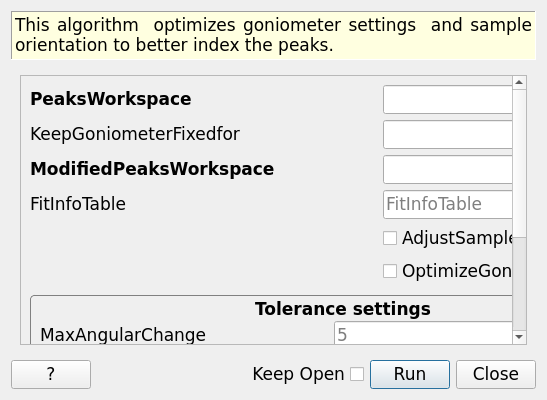 This algorithm optimizes goniometer settings and sample
orientation to better index the peaks.
PeaksWorkspace
KeepGoniometerFixedfor
ModifiedPeaksWorkspace
FitInfoTable FitInfoTable
AdjustSample
OptimizeGon
Tolerance settings
MaxAngularChange 5
? Keep Open Run Close